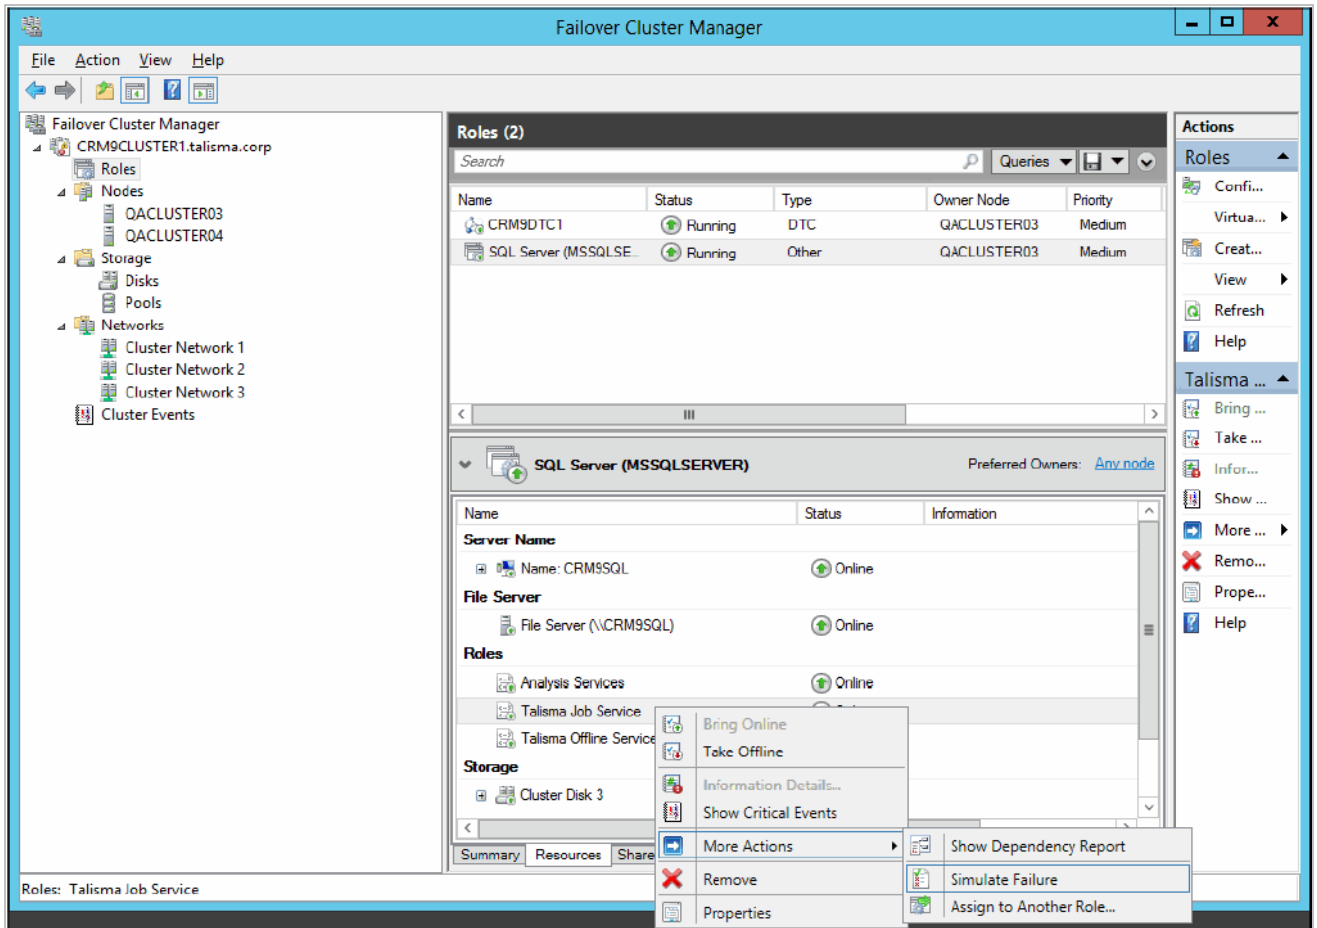 Failover Cluster Manager
File Action View Help
Failover Cluster Manager
CRM9CLUSTER1.talisma.corp
Roles
Nodes
QACLUSTER03
QACLUSTER04
Storage
Disks
Pools
Networks
Cluster Network 1
Cluster Network 2
Cluster Network 3
Cluster Events
Roles (2)
Search
Queries
Name Status Type Owner Node Priority
CRM9DTC1 Running DTC QACLUSTER03 Medium
SQL Server (MSSQLSE... Running Other QACLUSTER03 Medium
SQL Server (MSSQLSERVER)
Preferred Owners: Any node
Name Status Information
Server Name
Name: CRM9SQL Online
File Server
File Server (\\CRM9SQL) Online
Roles
Analysis Services Online
Talisma Job Service
Talisma Offline Service
Storage
Cluster Disk 3
Summary Resources Share
Bring Online
Take Offline
Information Details...
Show Critical Events
More Actions
Remove
Properties
Show Dependency Report
Simulate Failure
Assign to Another Role...
Actions
Roles
Confi...
Virtua...
Creat...
View
Refresh
Help
Talisma ...
Bring ...
Take ...
Infor...
Show ...
More ...
Remo...
Prope...
Help
Roles: Talisma Job Service